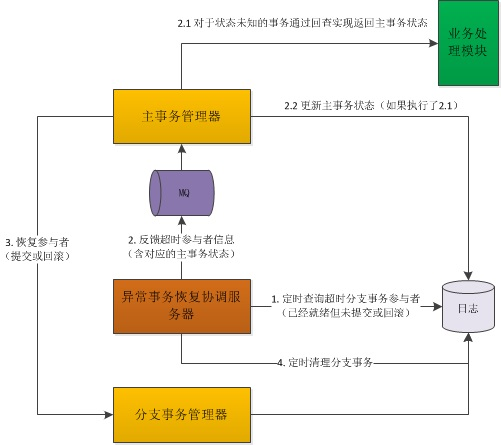 2.1 对于状态未知的事务通过回查实现返回主事务状态
业务处
理模块
主事务管理器
2.2 更新主事务状态（如果执行了2.1）
MQ
3. 恢复参与者
（提交或回滚）
2. 反馈超时参与者信息
（含对应的主事务状态）
异常事务恢复协调服
务器
1. 定时查询超时分支事务参与者
（已经就绪但未提交或回滚）
日志
4. 定时清理分支事务
分支事务管理器